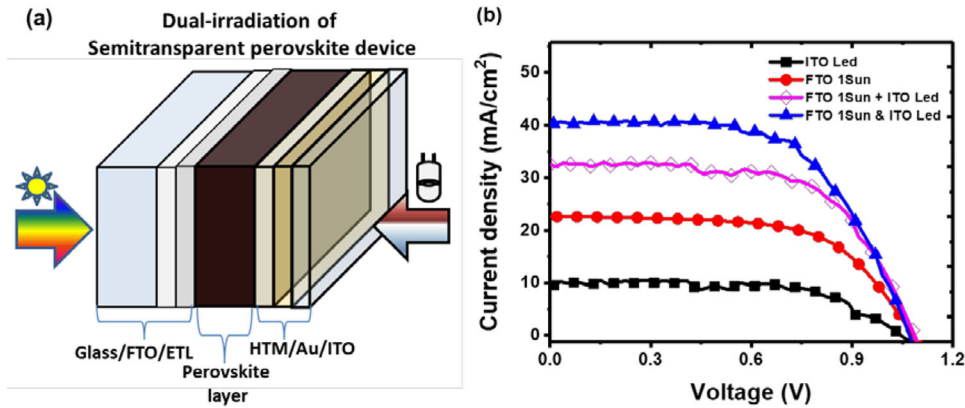 (a)
Dual-irradiation of
Semitransparent perovskite device
Glass/FTO/ETL
Perovskite
layer
HTM/Au/ITO
(b)
ITO Led
FTO 1Sun
FTO 1Sun + ITO Led
FTO 1Sun & ITO Led
Current density (mA/cm²)
50
40
30
20
10
0
0.0
0.3
0.6
0.9
1.2
Voltage (V)